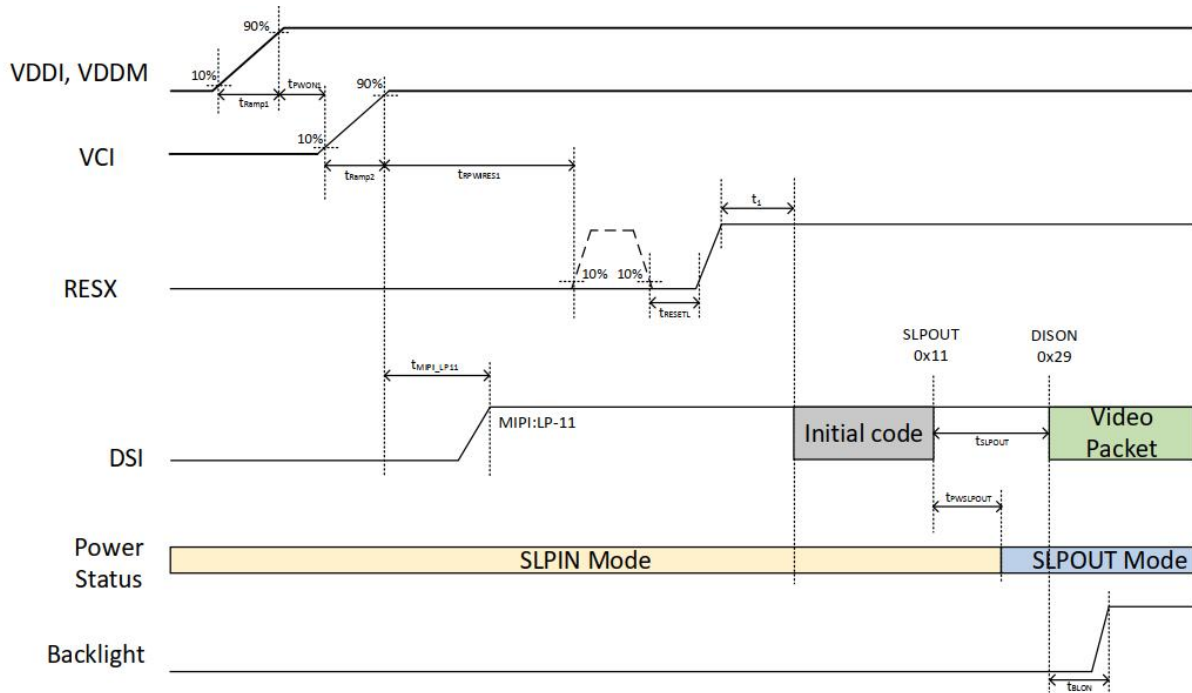 90%
VDDI, VDDM
10%
tPWON1
90%
tRamp1
10%
VCI
tRamp2
tRPWIRES1
t1
10% 10%
RESX
tRESETL
SLPOUT
0x11
DISON
0x29
tMIPI_LP11
MIPI:LP-11
Initial code
tSLPOUT
Video
Packet
DSI
tPWSLPOUT
Power
Status
SLPIN Mode
SLPOUT Mode
Backlight
tBLON